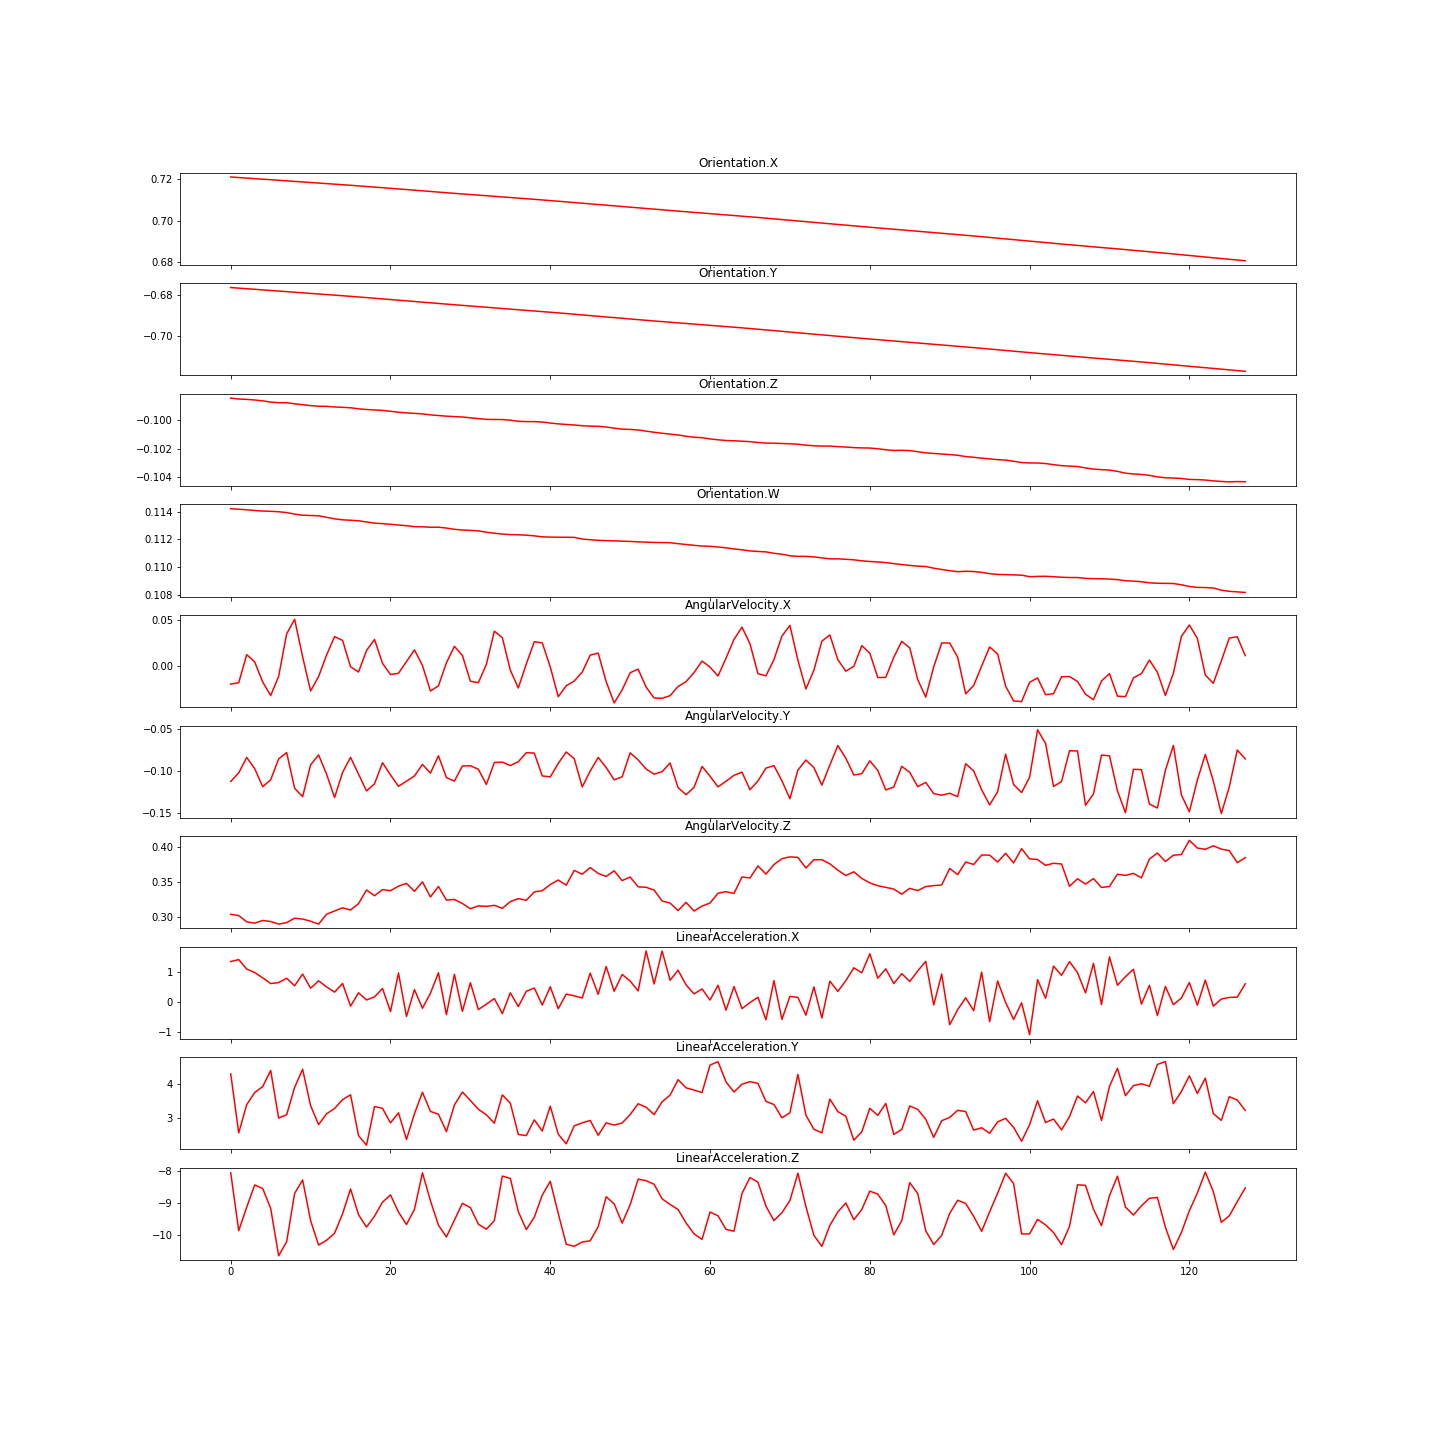 Orientation.X
0.72
0.70
0.68
Orientation.Y
−0.68
−0.70
Orientation.Z
−0.100
−0.102
−0.104
Orientation.W
0.114
0.112
0.110
0.108
AngularVelocity.X
0.05
0.00
AngularVelocity.Y
−0.05
−0.10
−0.15
AngularVelocity.Z
0.40
0.35
0.30
LinearAcceleration.X
1
0
−1
LinearAcceleration.Y
4
3
LinearAcceleration.Z
−8
−9
−10
0 20 40 60 80 100 120